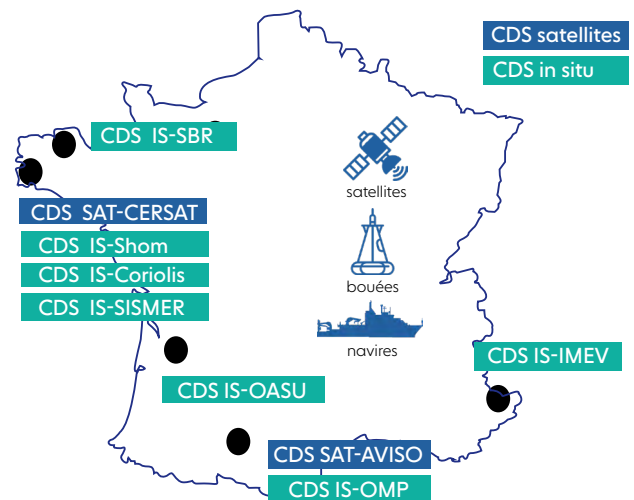 CDS satellites
CDS in situ
CDS IS-SBR
satellites
CDS SAT-CERSAT
CDS IS-Shom
CDS IS-Coriolis
CDS IS-SISMER
bouées
navires
CDS IS-IMEV
CDS IS-OASU
CDS SAT-AVISO
CDS IS-OMP